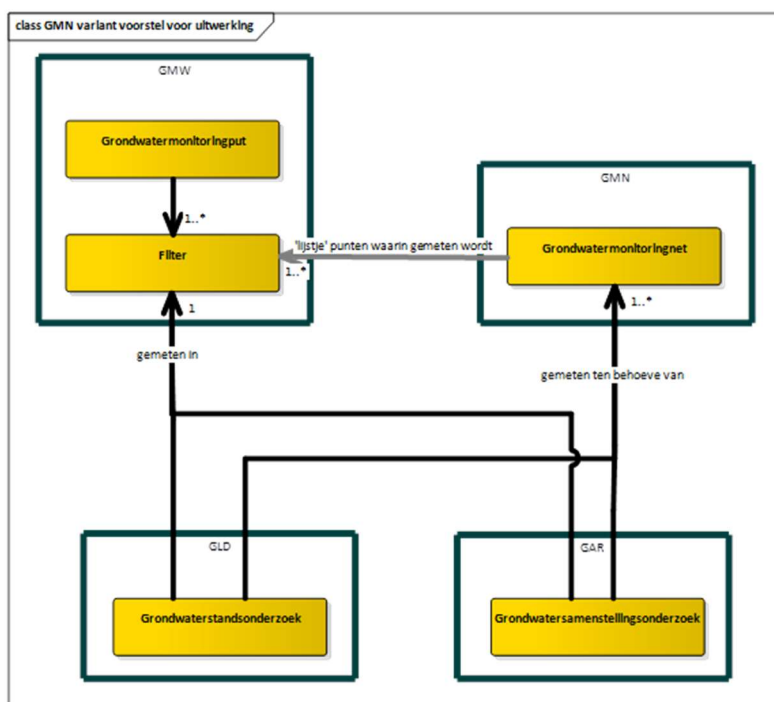 class GMN variant voorstel voor uitwerking
GMW
Grondwatermonitoringput
1..*
Filter
1..*
1
'lijstje' punten waarin gemeten wordt
GMN
Grondwatermonitoringnet
1..*
gemeten in
gemeten ten behoeve van
GLD
Grondwaterstandsonderzoek
GAR
Grondwatersamenstellingsonderzoek